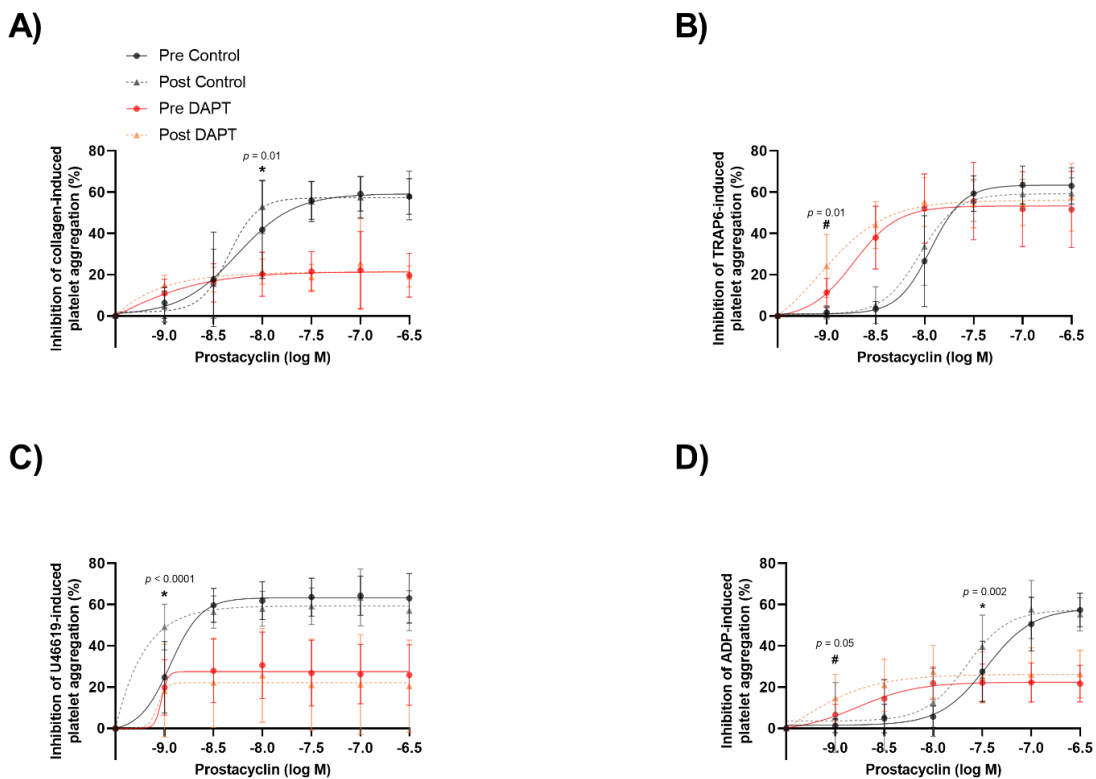 A)
Pre Control
Post Control
Pre DAPT
Post DAPT
Inhibition of collagen-induced
platelet aggregation (%)
80
60
40
20
0
p = 0.01
*
-9.0 -8.5 -8.0 -7.5 -7.0 -6.5
Prostacyclin (log M)
B)
Inhibition of TRAP6-induced
platelet aggregation (%)
80
60
40
20
0
p = 0.01
#
-9.0 -8.5 -8.0 -7.5 -7.0 -6.5
Prostacyclin (log M)
C)
Inhibition of U46619-induced
platelet aggregation (%)
80
60
40
20
0
p < 0.0001
*
-9.0 -8.5 -8.0 -7.5 -7.0 -6.5
Prostacyclin (log M)
D)
Inhibition of ADP-induced
platelet aggregation (%)
80
60
40
20
0
p = 0.05
#
p = 0.002
*
-9.0 -8.5 -8.0 -7.5 -7.0 -6.5
Prostacyclin (log M)